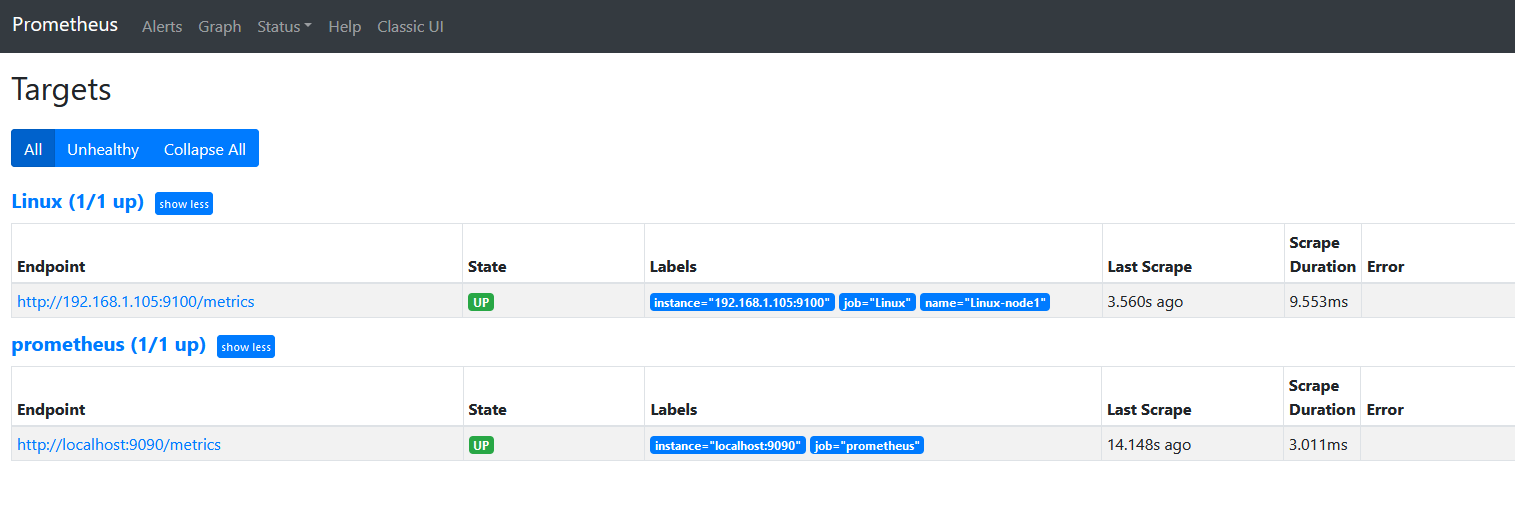 Prometheus Alerts Graph Status Help Classic UI
Targets
All Unhealthy Collapse All
Linux (1/1 up) show less
Endpoint State Labels Last Scrape Scrape Duration Error
http://192.168.1.105:9100/metrics UP instance="192.168.1.105:9100" job="Linux" name="Linux-node1" 3.560s ago 9.553ms
prometheus (1/1 up) show less
Endpoint State Labels Last Scrape Scrape Duration Error
http://localhost:9090/metrics UP instance="localhost:9090" job="prometheus" 14.148s ago 3.011ms